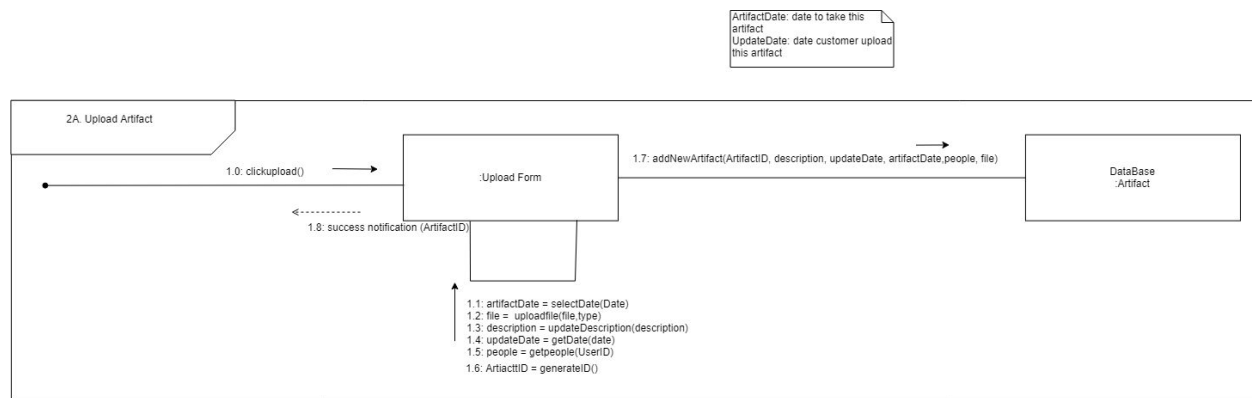 ArtifactDate: date to take this
artifact
UpdateDate: date customer upload
this artifact
2A. Upload Artifact
1.0: clickupload()
:Upload Form
1.7: addNewArtifact(ArtifactID, description, updateDate, artifactDate,people, file)
DataBase
:Artifact
1.8: success notification (ArtifactID)
1.1: artifactDate = selectDate(Date)
1.2: file = uploadfile(file,type)
1.3: description = updateDescription(description)
1.4: updateDate = getDate(date)
1.5: people = getpeople(UserID)
1.6: ArtiacttID = generateID()